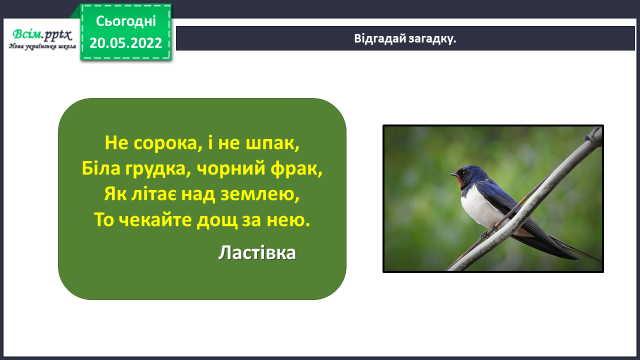 Всім.pptx
Нова українська школа
Сьогодні
20.05.2022
Відгадай загадку.
Не сорока, і не шпак,
Біла грудка, чорний фрак,
Як літає над землею,
То чекайте дощ за нею.
Ластівка